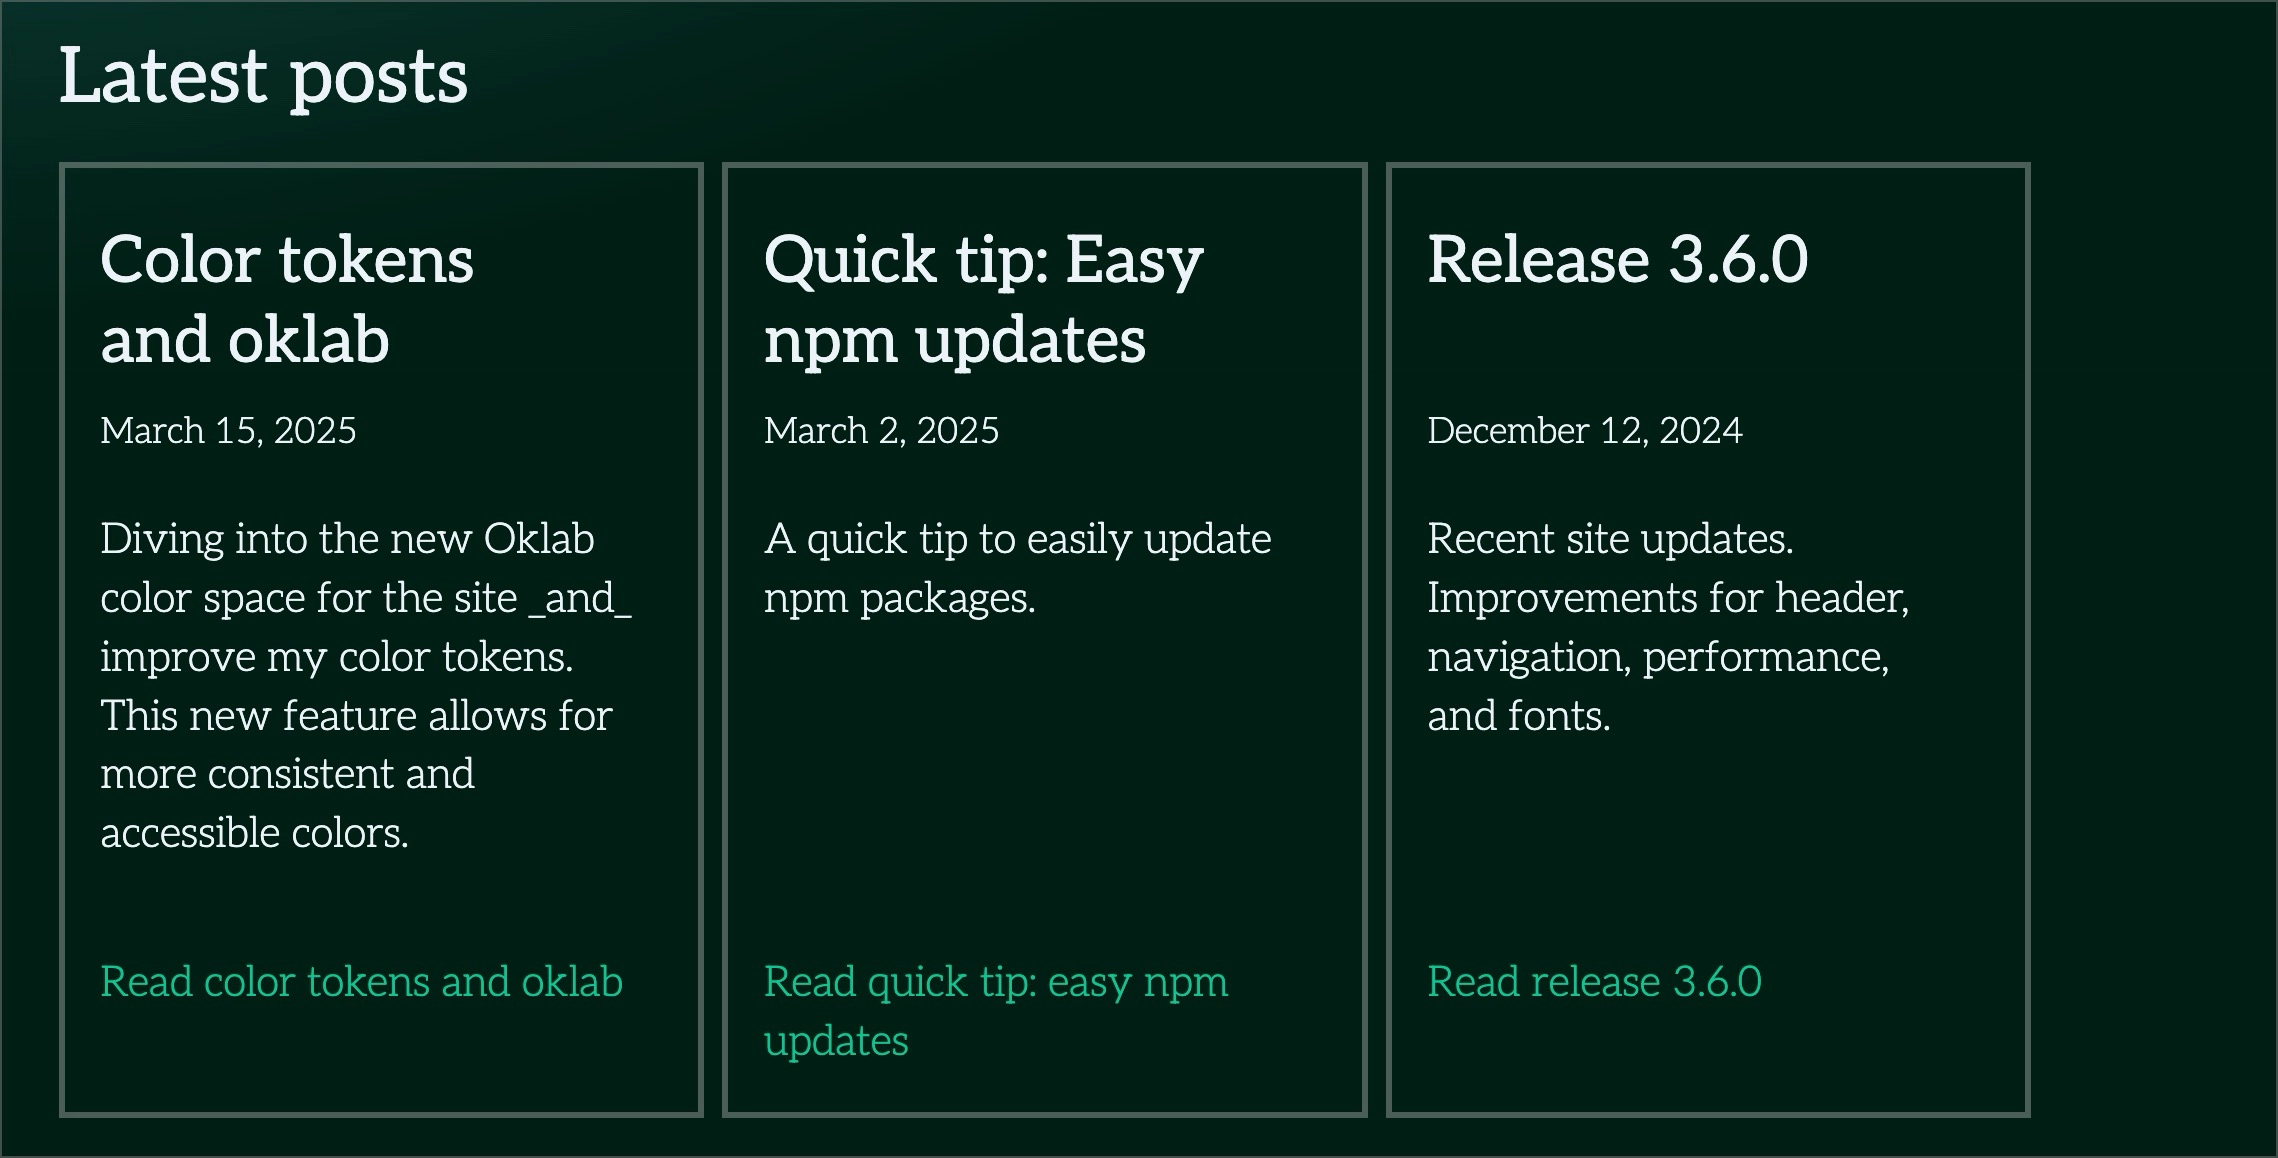 Latest posts
Color tokens
and oklab
March 15, 2025
Diving into the new Oklab
color space for the site _and_
improve my color tokens.
This new feature allows for
more consistent and
accessible colors.
Read color tokens and oklab
Quick tip: Easy
npm updates
March 2, 2025
A quick tip to easily update
npm packages.
Read quick tip: easy npm
updates
Release 3.6.0
December 12, 2024
Recent site updates.
Improvements for header,
navigation, performance,
and fonts.
Read release 3.6.0